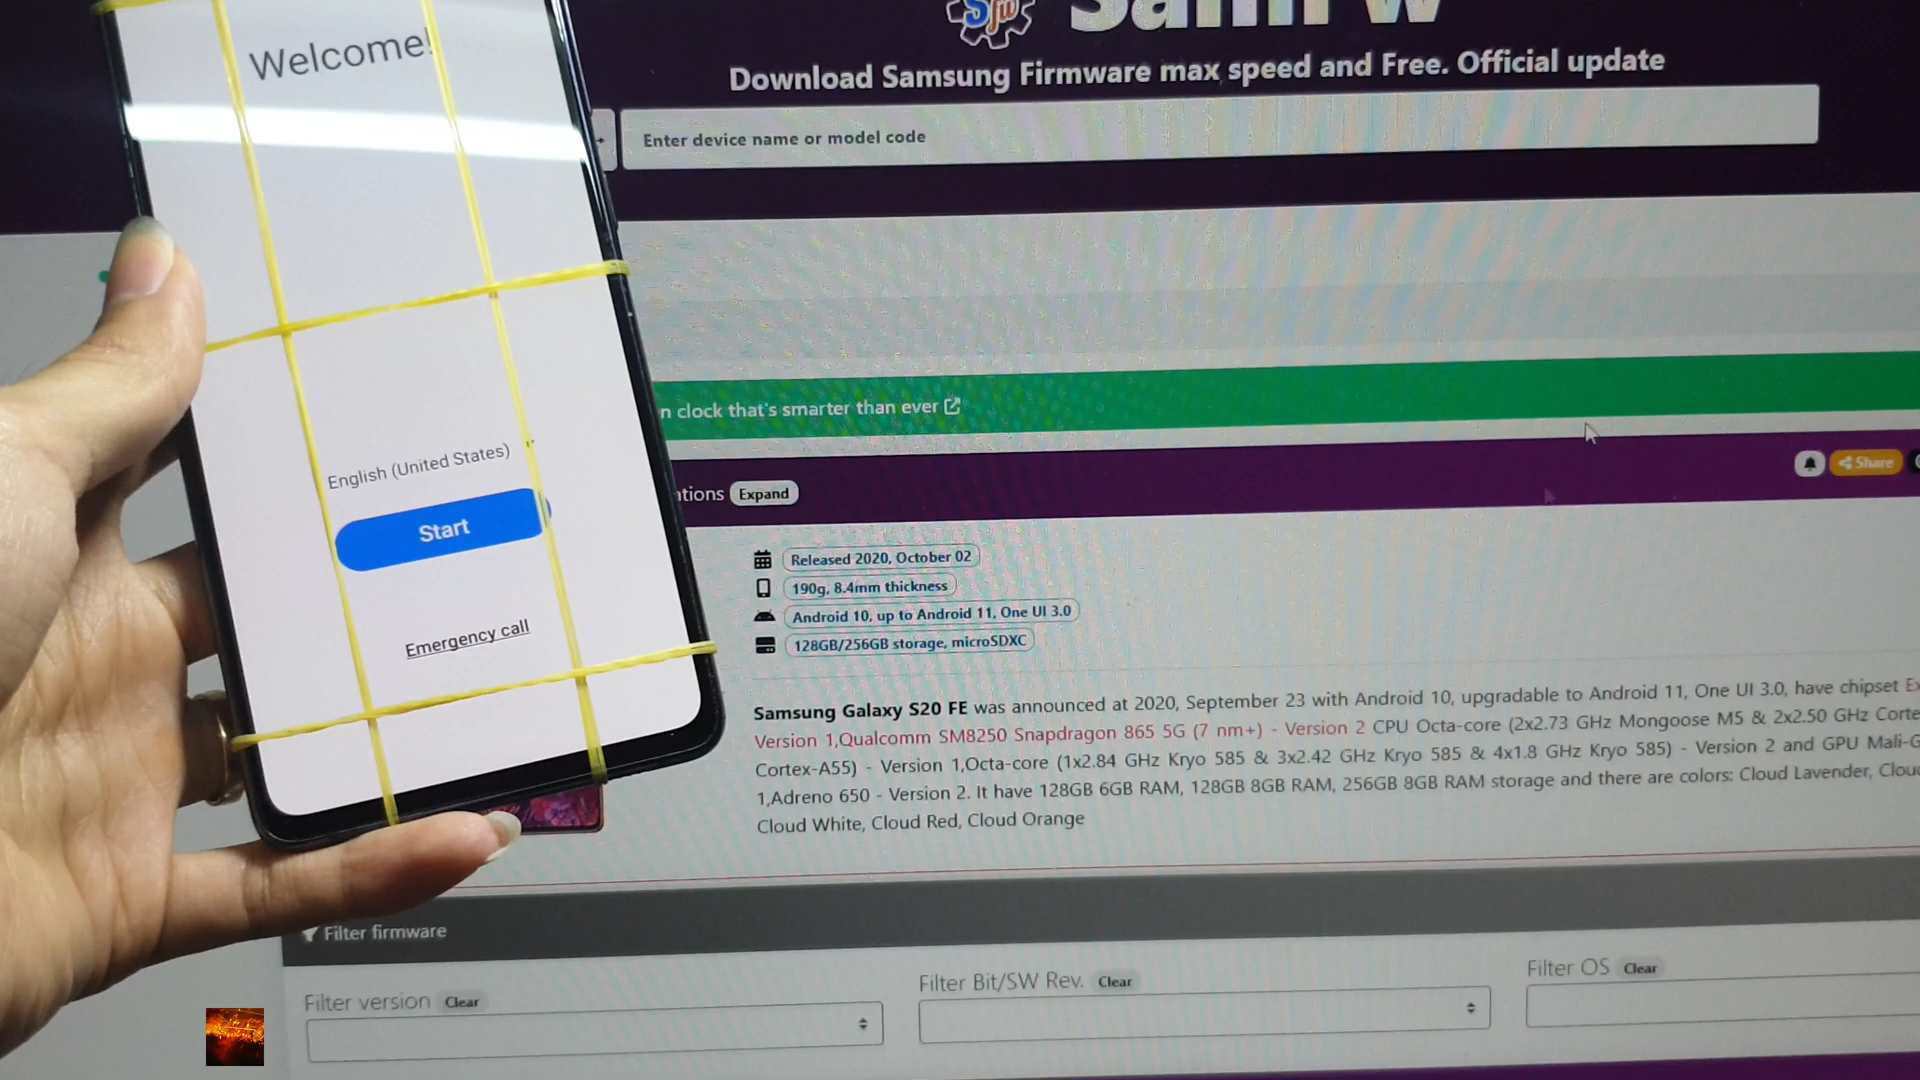 Welcome!
English (United States)
Start
Emergency call
Sfw SamFw
Download Samsung Firmware max speed and Free. Official update
Enter device name or model code
n clock that's smarter than ever
ations Expand
Share
Released 2020, October 02
190g, 8.4mm thickness
Android 10, up to Android 11, One UI 3.0
128GB/256GB storage, microSDXC
Samsung Galaxy S20 FE was announced at 2020, September 23 with Android 10, upgradable to Android 11, One UI 3.0, have chipset Ex
Version 1,Qualcomm SM8250 Snapdragon 865 5G (7 nm+) - Version 2 CPU Octa-core (2x2.73 GHz Mongoose M5 & 2x2.50 GHz Corte
Cortex-A55) - Version 1,Octa-core (1x2.84 GHz Kryo 585 & 3x2.42 GHz Kryo 585 & 4x1.8 GHz Kryo 585) - Version 2 and GPU Mali-G
1,Adreno 650 - Version 2. It have 128GB 6GB RAM, 128GB 8GB RAM, 256GB 8GB RAM storage and there are colors: Cloud Lavender, Clou
Cloud White, Cloud Red, Cloud Orange
Filter firmware
Filter version Clear
Filter Bit/SW Rev. Clear
Filter OS Clear